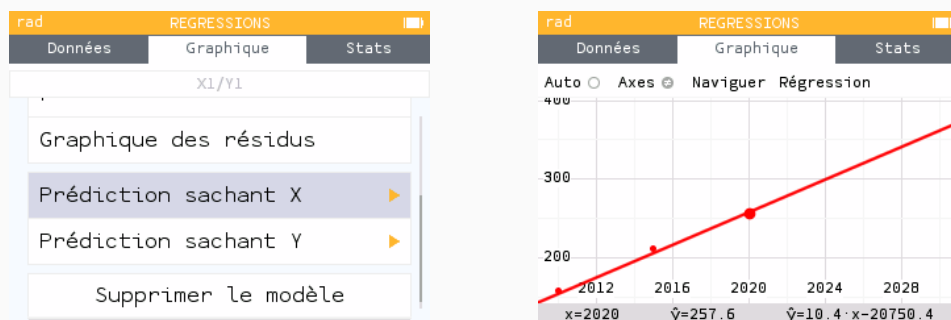 rad REGRESSIONS
Données Graphique Stats
X1/Y1
Graphique des résidus
Prédiction sachant X
Prédiction sachant Y
Supprimer le modèle
rad REGRESSIONS
Données Graphique Stats
Auto Axes Naviguer Régression
400
300
200
2012 2016 2020 2024 2028
x=2020 ŷ=257.6 ŷ=10.4·x-20750.4